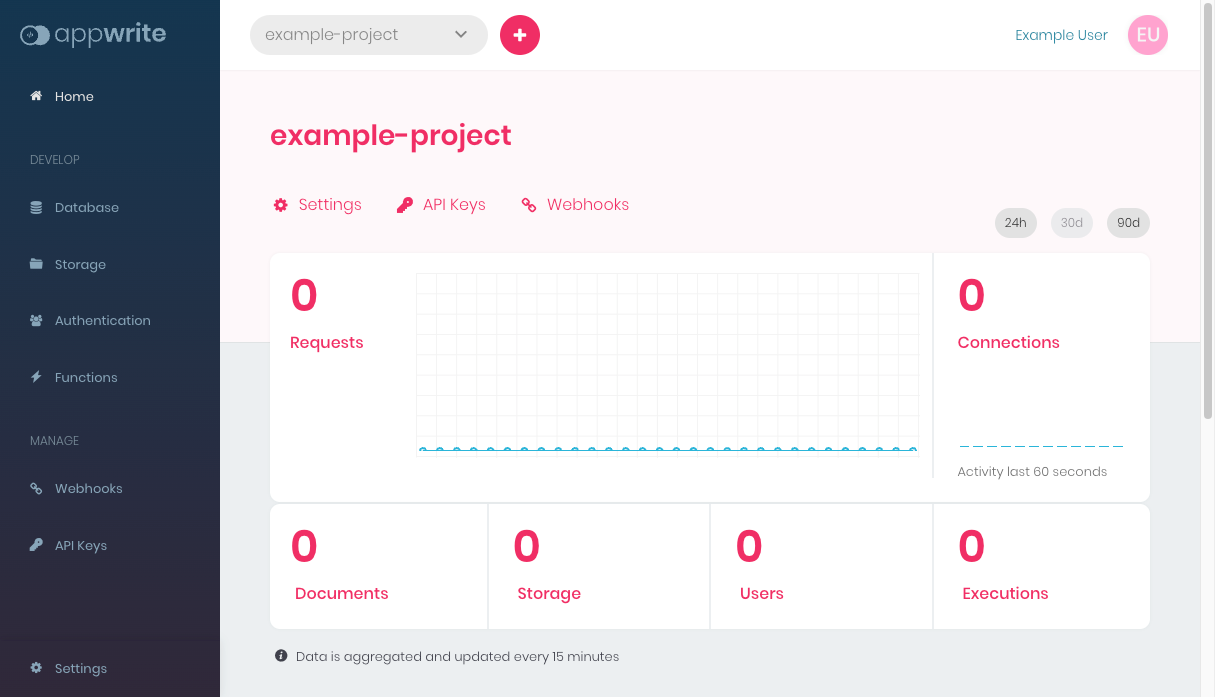 appwrite
example-project
Example User
EU
Home
DEVELOP
Database
Storage
Authentication
Functions
MANAGE
Webhooks
API Keys
Settings
example-project
Settings
API Keys
Webhooks
24h
30d
90d
0
Requests
0
Connections
Activity last 60 seconds
0
Documents
0
Storage
0
Users
0
Executions
Data is aggregated and updated every 15 minutes